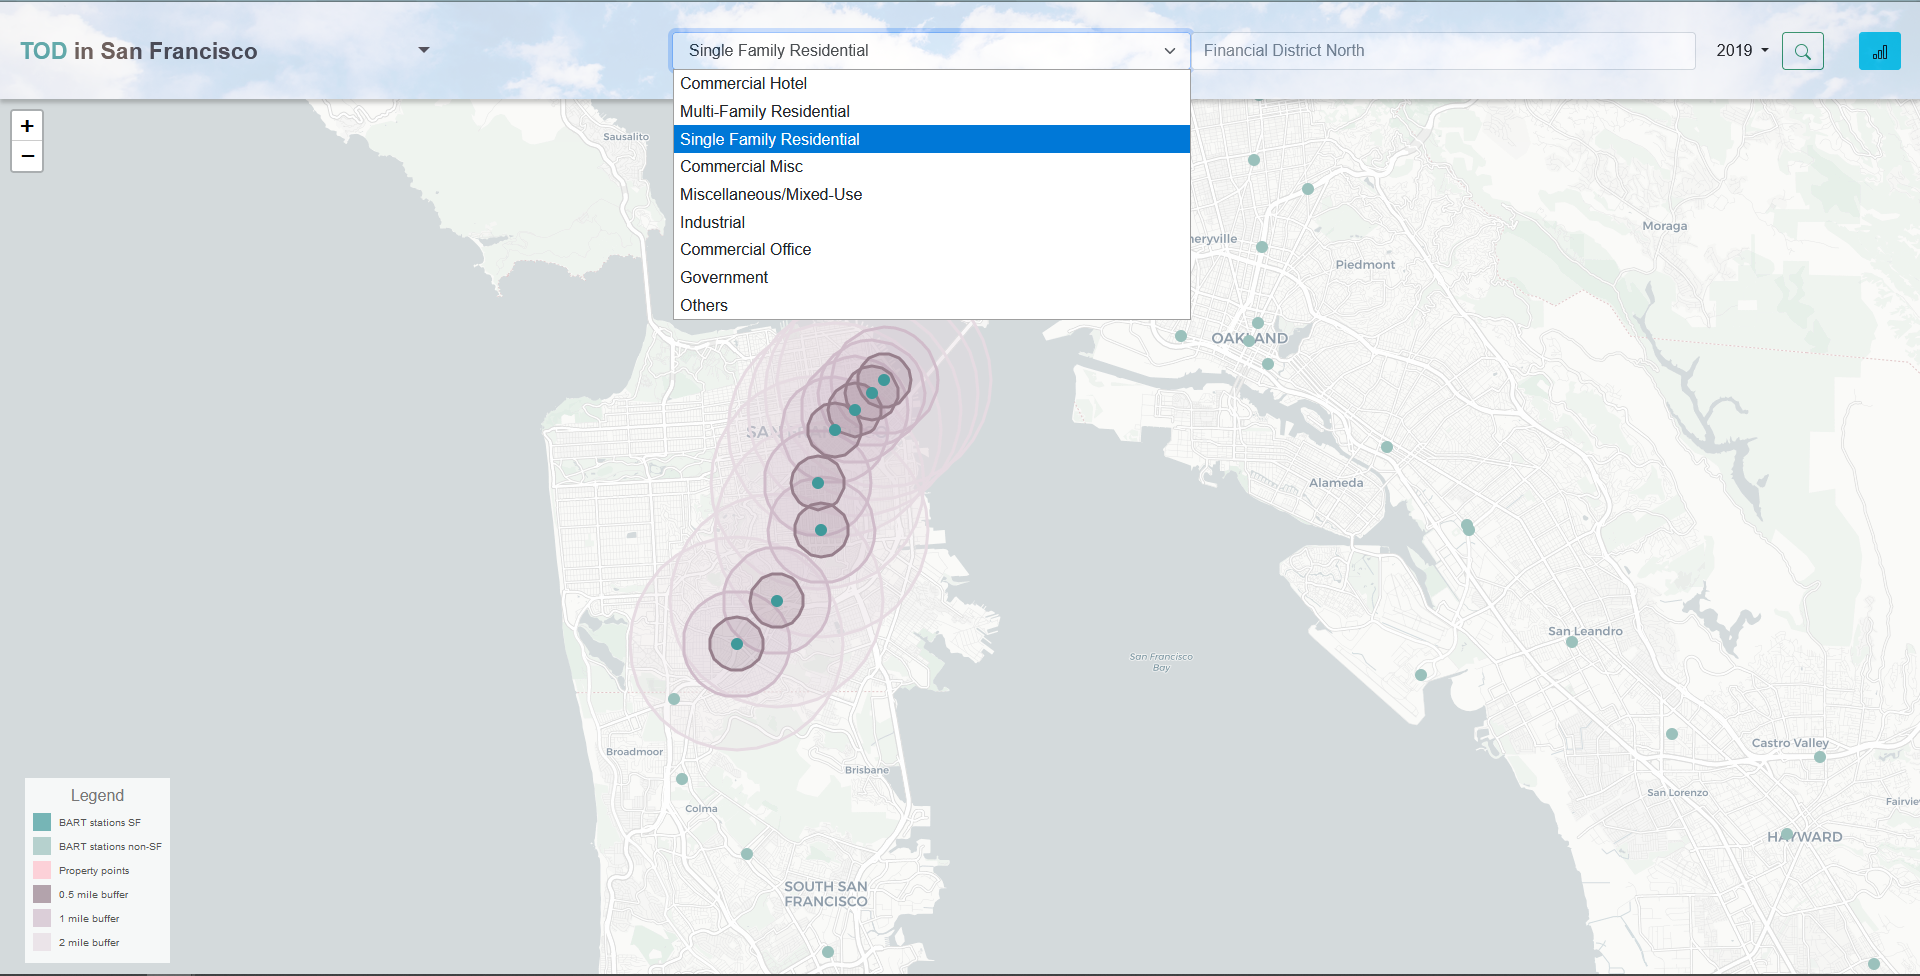 TOD in San Francisco
Single Family Residential
Financial District North
2019
Commercial Hotel
Multi-Family Residential
Single Family Residential
Commercial Misc
Miscellaneous/Mixed-Use
Industrial
Commercial Office
Government
Others
+
−
Sausalito
Moraga
heryville
Piedmont
OAKLAND
SAN
Alameda
San Leandro
San Francisco
Bay
Broadmoor
Castro Valley
Brisbane
San Lorenzo
Colma
Fairview
HAYWARD
SOUTH SAN
FRANCISCO
Legend
BART stations SF
BART stations non-SF
Property points
0.5 mile buffer
1 mile buffer
2 mile buffer